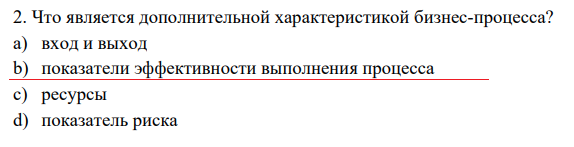 2. Что является дополнительной характеристикой бизнес-процесса?
a) вход и выход
b) показатели эффективности выполнения процесса
c) ресурсы
d) показатель риска